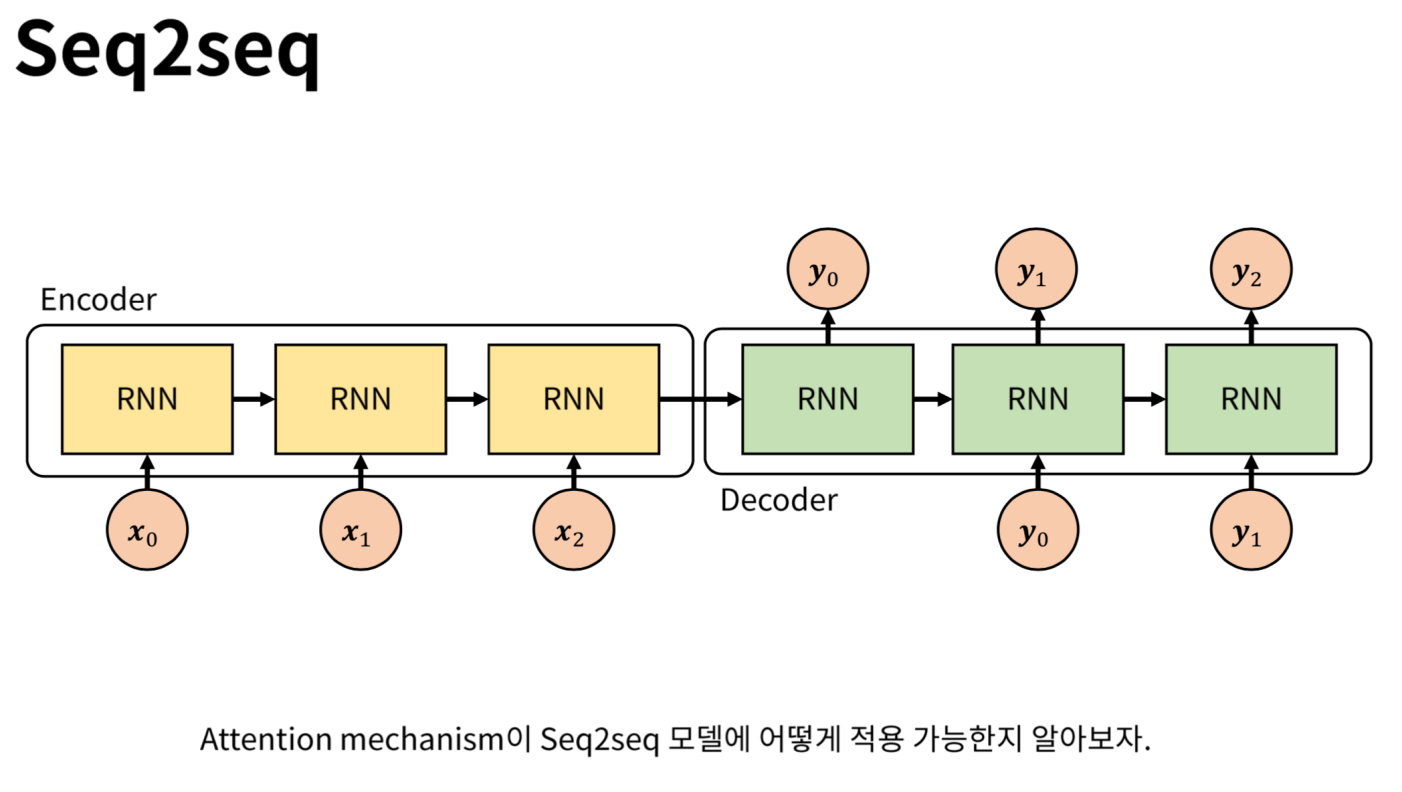 Seq2seq
y₀
y₁
y₂
Encoder
RNN RNN RNN RNN RNN RNN
Decoder
x₀ x₁ x₂ y₀ y₁
Attention mechanism이 Seq2seq 모델에 어떻게 적용 가능한지 알아보자.